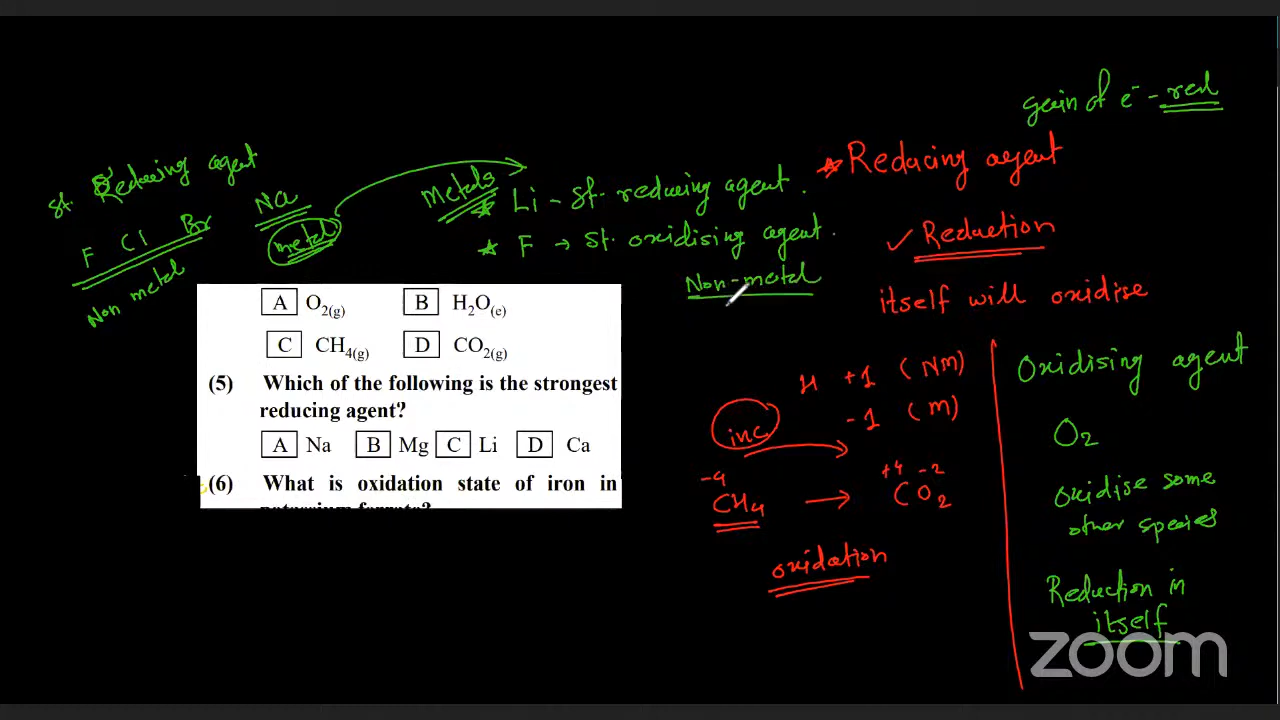 gain of e⁻ - red
* Reducing agent
✓ Reduction
itself will oxidise
St. Reducing agent
F Cl Br
Non metal
Na
metal
Metals
* Li - St. reducing agent.
* F → St. oxidising agent.
Non-metal
A O2(g) B H2O(e)
C CH4(g) D CO2(g)
(5) Which of the following is the strongest
reducing agent?
A Na B Mg C Li D Ca
(6) What is oxidation state of iron in
potassium ferrate?
H +1 (NM)
-1 (M)
inc.
-4 +4 -2
CH4 → CO2
oxidation
Oxidising agent
O2
oxidise some
other species
Reduction in
itself
zoom